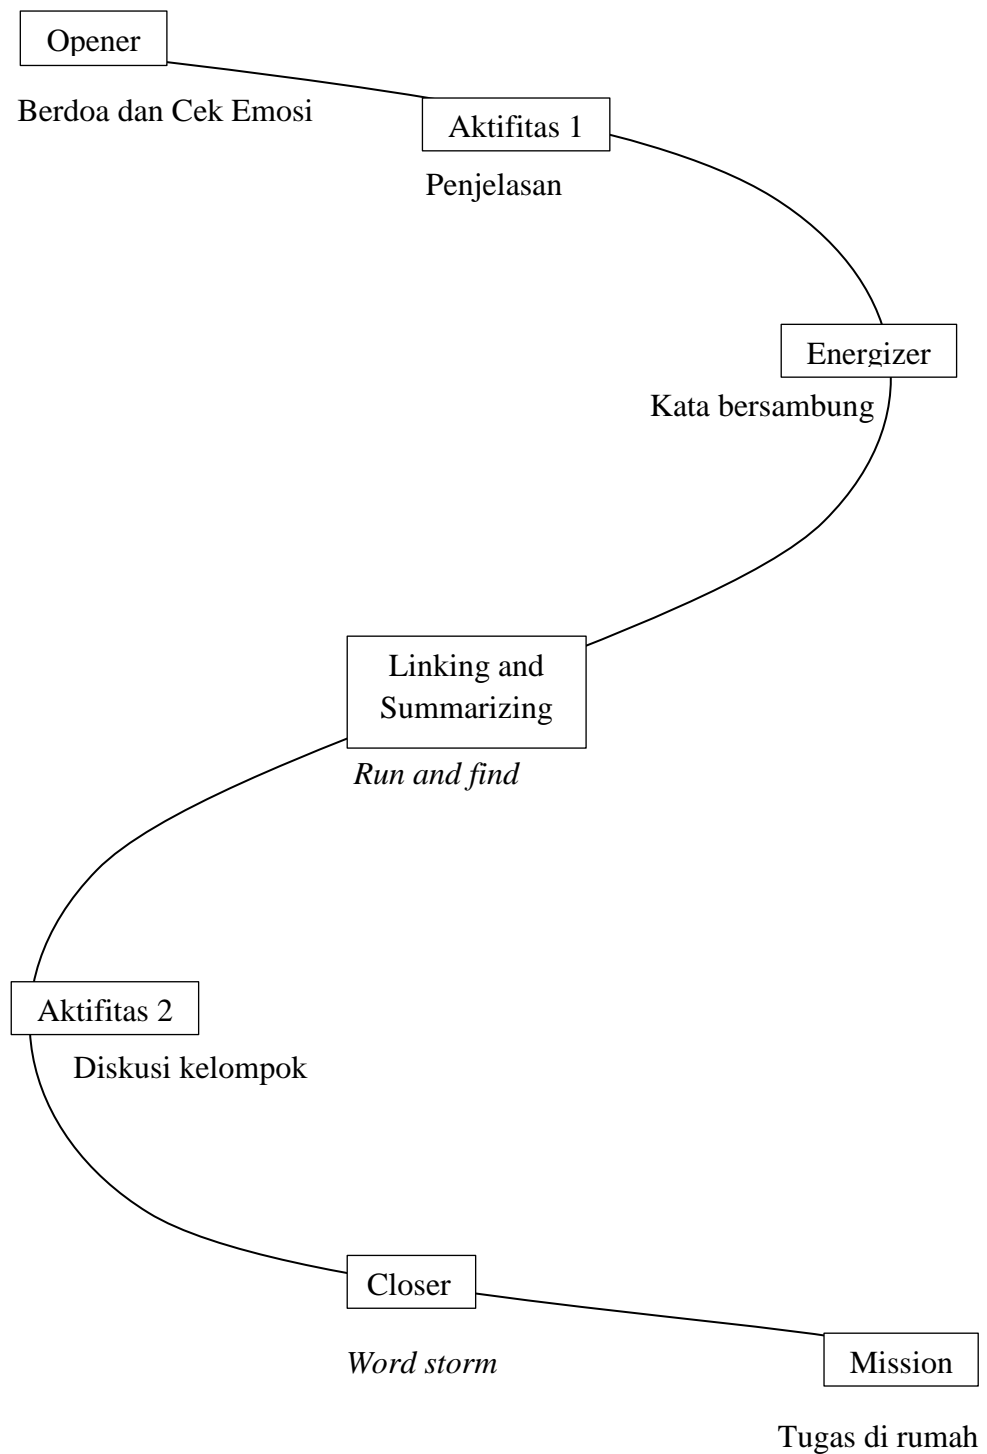 Opener
Berdoa dan Cek Emosi
Aktifitas 1
Penjelasan
Energizer
Kata bersambung
Linking and
Summarizing
Run and find
Aktifitas 2
Diskusi kelompok
Closer
Word storm
Mission
Tugas di rumah